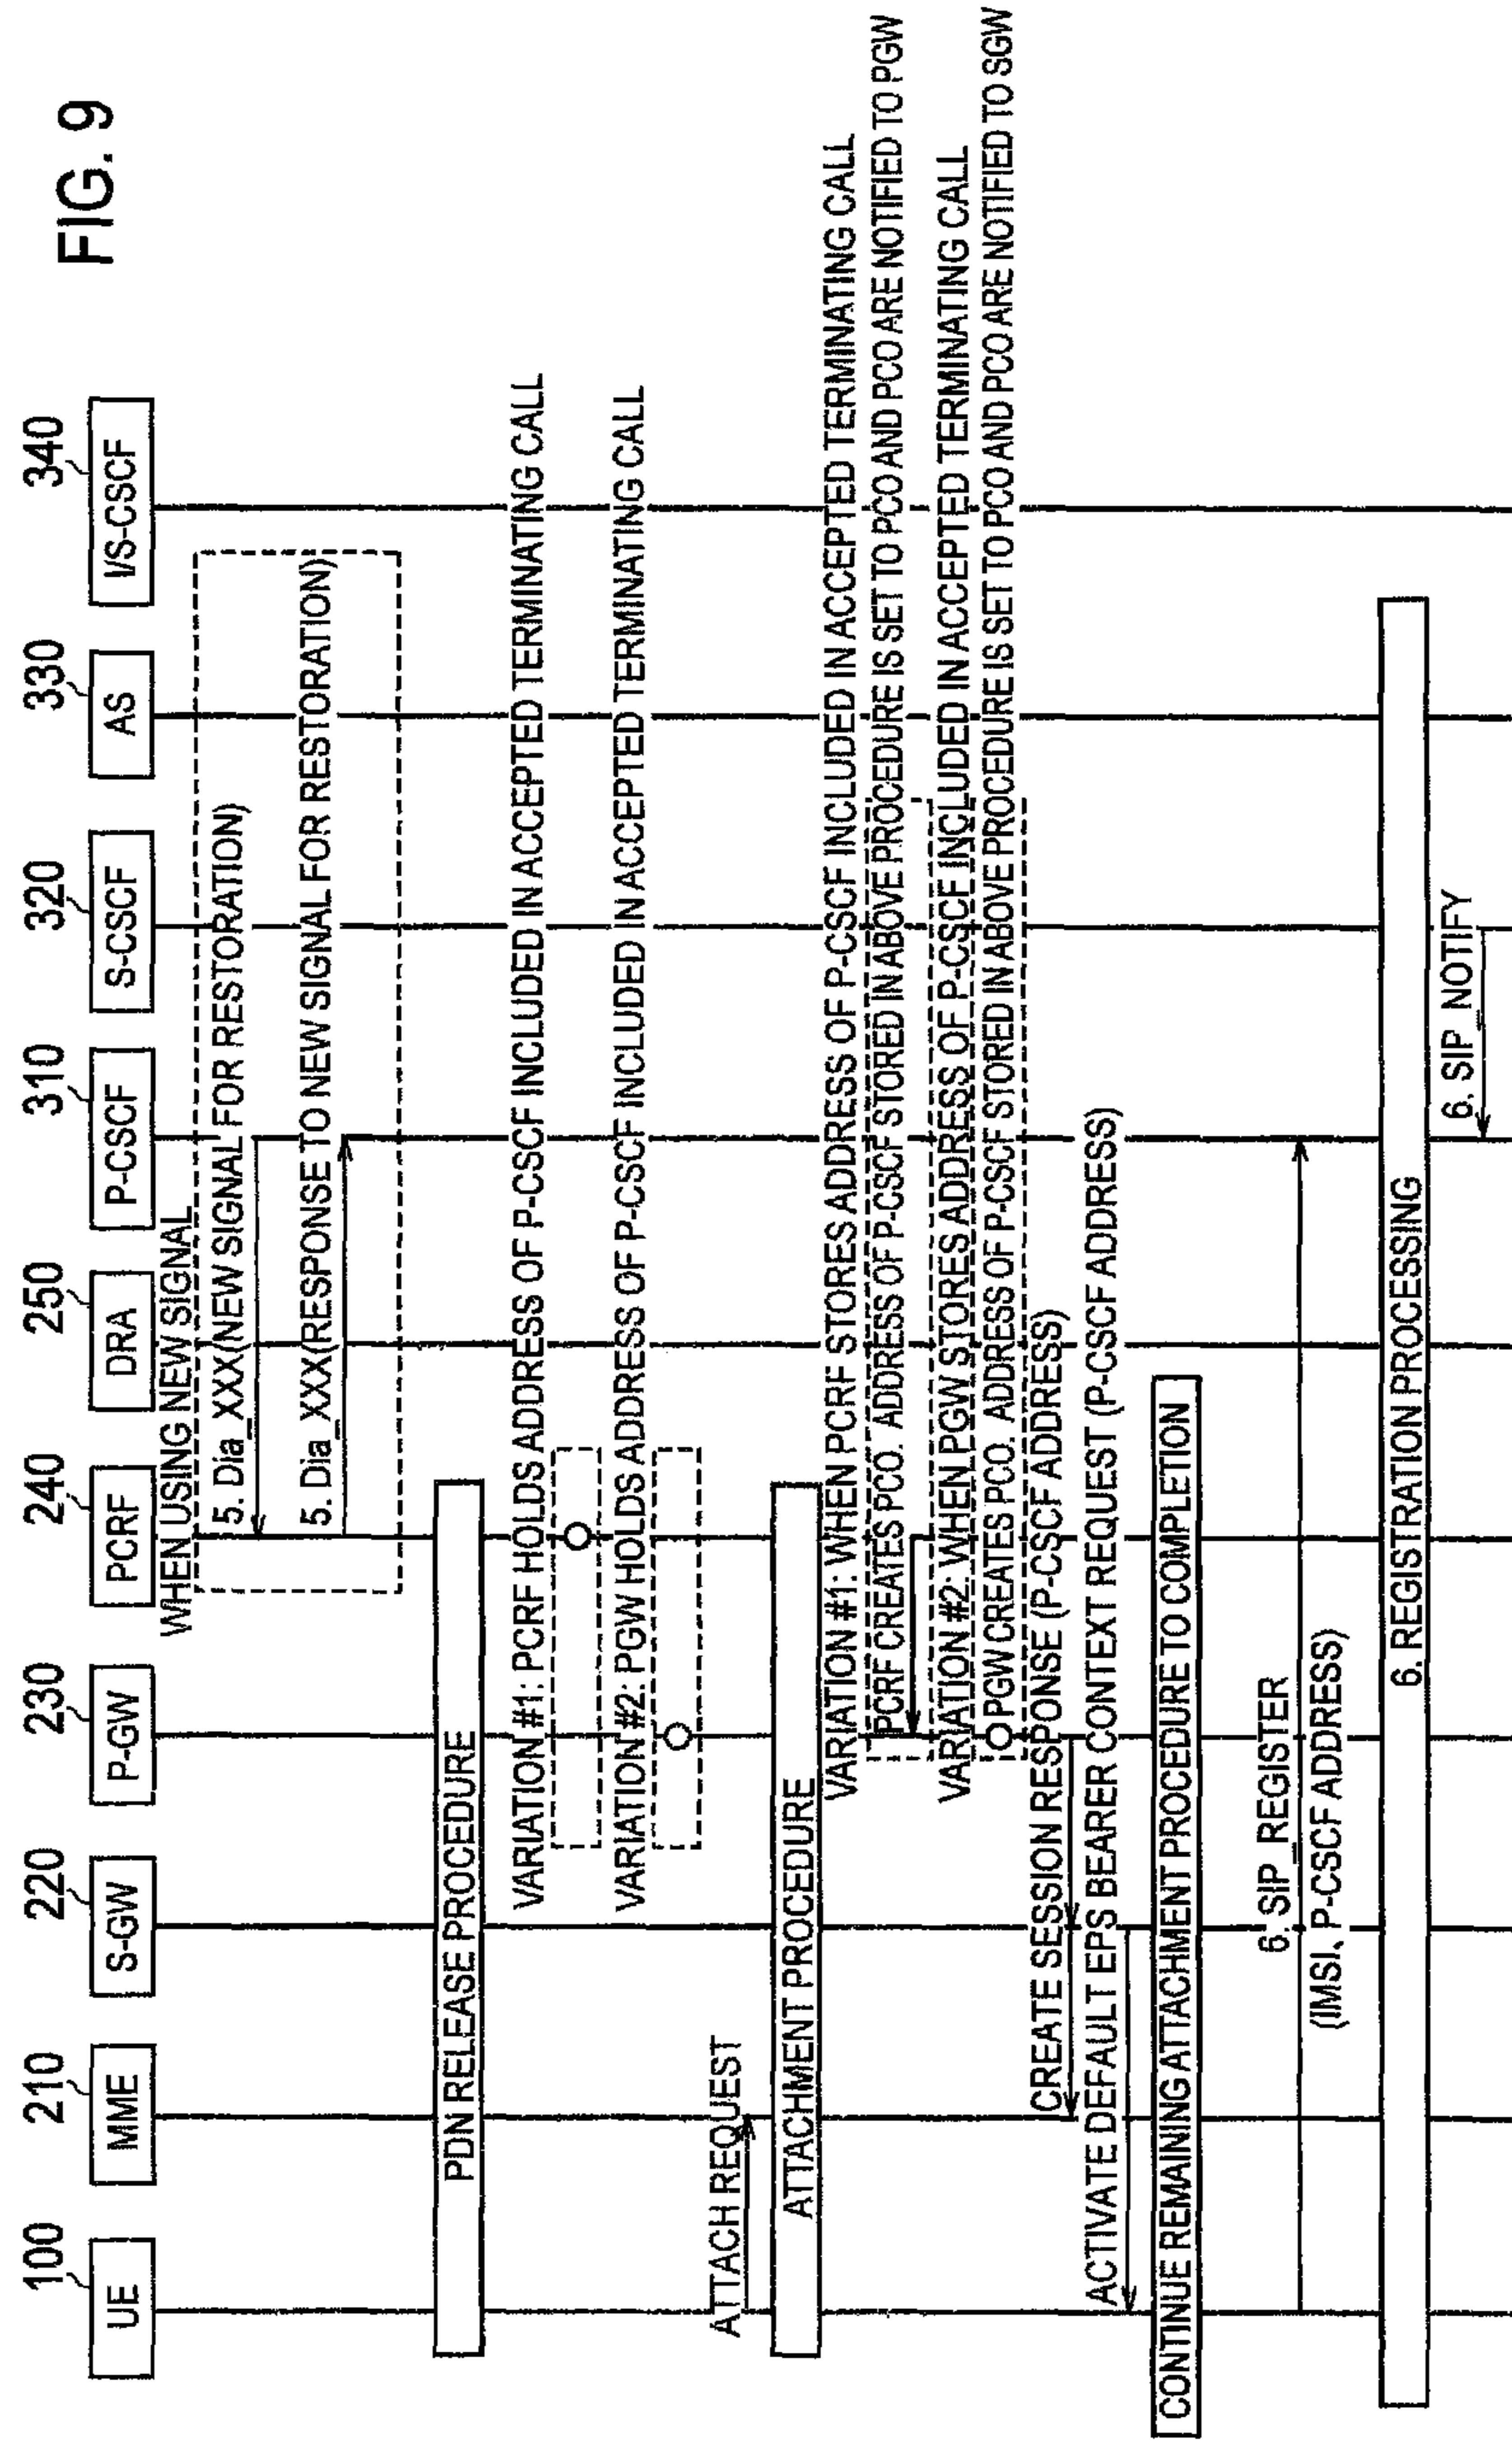 FIG. 9
100
210
220
230
240
250
310
320
330
340
UE
MME
S-GW
P-GW
PCRF
DRA
P-CSCF
S-CSCF
AS
I/S-CSCF
WHEN USING NEW SIGNAL
5. Dia_XXX(NEW SIGNAL FOR RESTORATION)
5. Dia_XXX(RESPONSE TO NEW SIGNAL FOR RESTORATION)
PDN RELEASE PROCEDURE
VARIATION #1: PCRF HOLDS ADDRESS OF P-CSCF INCLUDED IN ACCEPTED TERMINATING CALL
VARIATION #2: PGW HOLDS ADDRESS OF P-CSCF INCLUDED IN ACCEPTED TERMINATING CALL
ATTACH REQUEST
ATTACHMENT PROCEDURE
VARIATION #1: WHEN PCRF STORES ADDRESS OF P-CSCF INCLUDED IN ACCEPTED TERMINATING CALL
PCRF CREATES PCO. ADDRESS OF P-CSCF STORED IN ABOVE PROCEDURE IS SET TO PCO AND PCO ARE NOTIFIED TO PGW
VARIATION #2: WHEN PGW STORES ADDRESS OF P-CSCF INCLUDED IN ACCEPTED TERMINATING CALL
PGW CREATES PCO. ADDRESS OF P-CSCF STORED IN ABOVE PROCEDURE IS SET TO PCO AND PCO ARE NOTIFIED TO SGW
CREATE SESSION RESPONSE (P-CSCF ADDRESS)
ACTIVATE DEFAULT EPS BEARER CONTEXT REQUEST (P-CSCF ADDRESS)
CONTINUE REMAINING ATTACHMENT PROCEDURE TO COMPLETION
6. SIP_REGISTER
(IMSI、P-CSCF ADDRESS)
6. REGISTRATION PROCESSING
6. SIP_NOTIFY